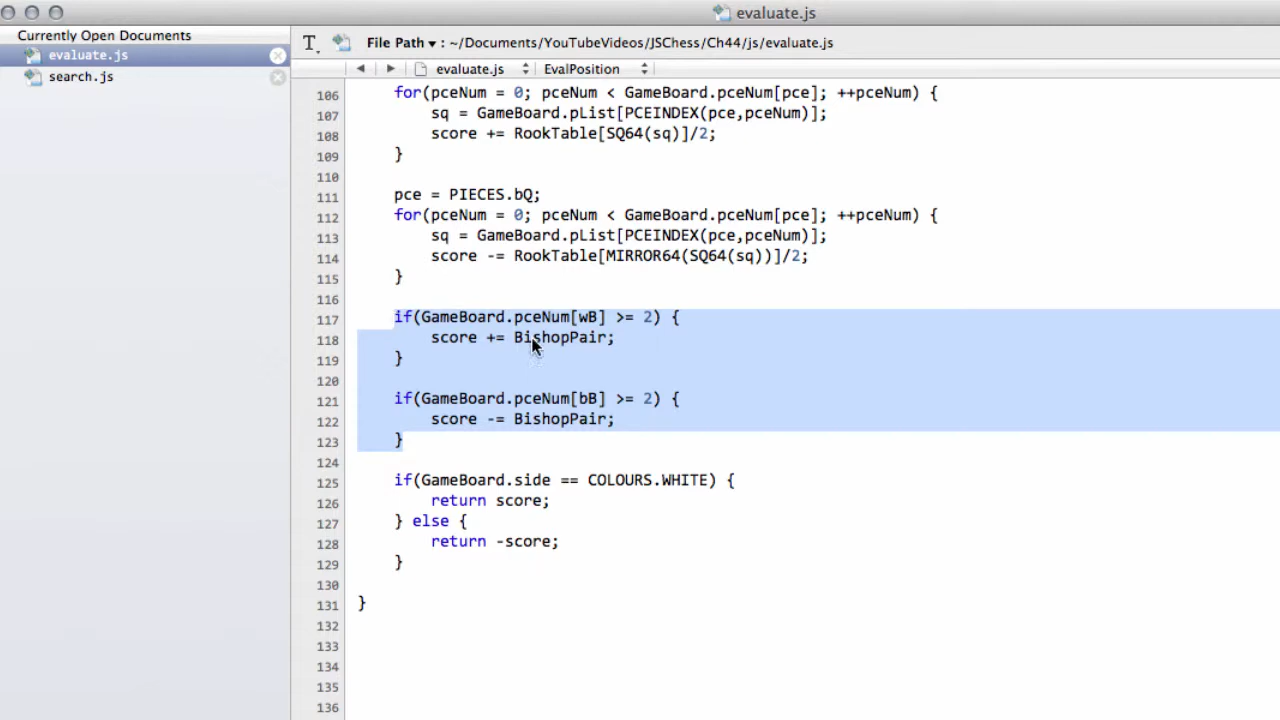 evaluate.js
Currently Open Documents
evaluate.js
search.js
T. File Path ▾ : ~/Documents/YouTubeVideos/JSChess/Ch44/js/evaluate.js
evaluate.js EvalPosition
106 for(pceNum = 0; pceNum < GameBoard.pceNum[pce]; ++pceNum) {
107 sq = GameBoard.pList[PCEINDEX(pce,pceNum)];
108 score += RookTable[SQ64(sq)]/2;
109 }
110
111 pce = PIECES.bQ;
112 for(pceNum = 0; pceNum < GameBoard.pceNum[pce]; ++pceNum) {
113 sq = GameBoard.pList[PCEINDEX(pce,pceNum)];
114 score -= RookTable[MIRROR64(SQ64(sq))]/2;
115 }
116
117 if(GameBoard.pceNum[wB] >= 2) {
118 score += BishopPair;
119 }
120
121 if(GameBoard.pceNum[bB] >= 2) {
122 score -= BishopPair;
123 }
124
125 if(GameBoard.side == COLOURS.WHITE) {
126 return score;
127 } else {
128 return -score;
129 }
130
131 }
132
133
134
135
136